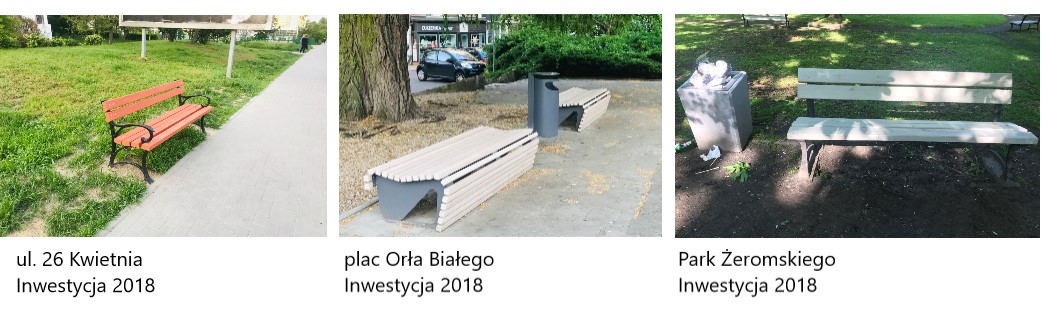 ul. 26 Kwietnia
Inwestycja 2018
plac Orła Białego
Inwestycja 2018
Park Żeromskiego
Inwestycja 2018